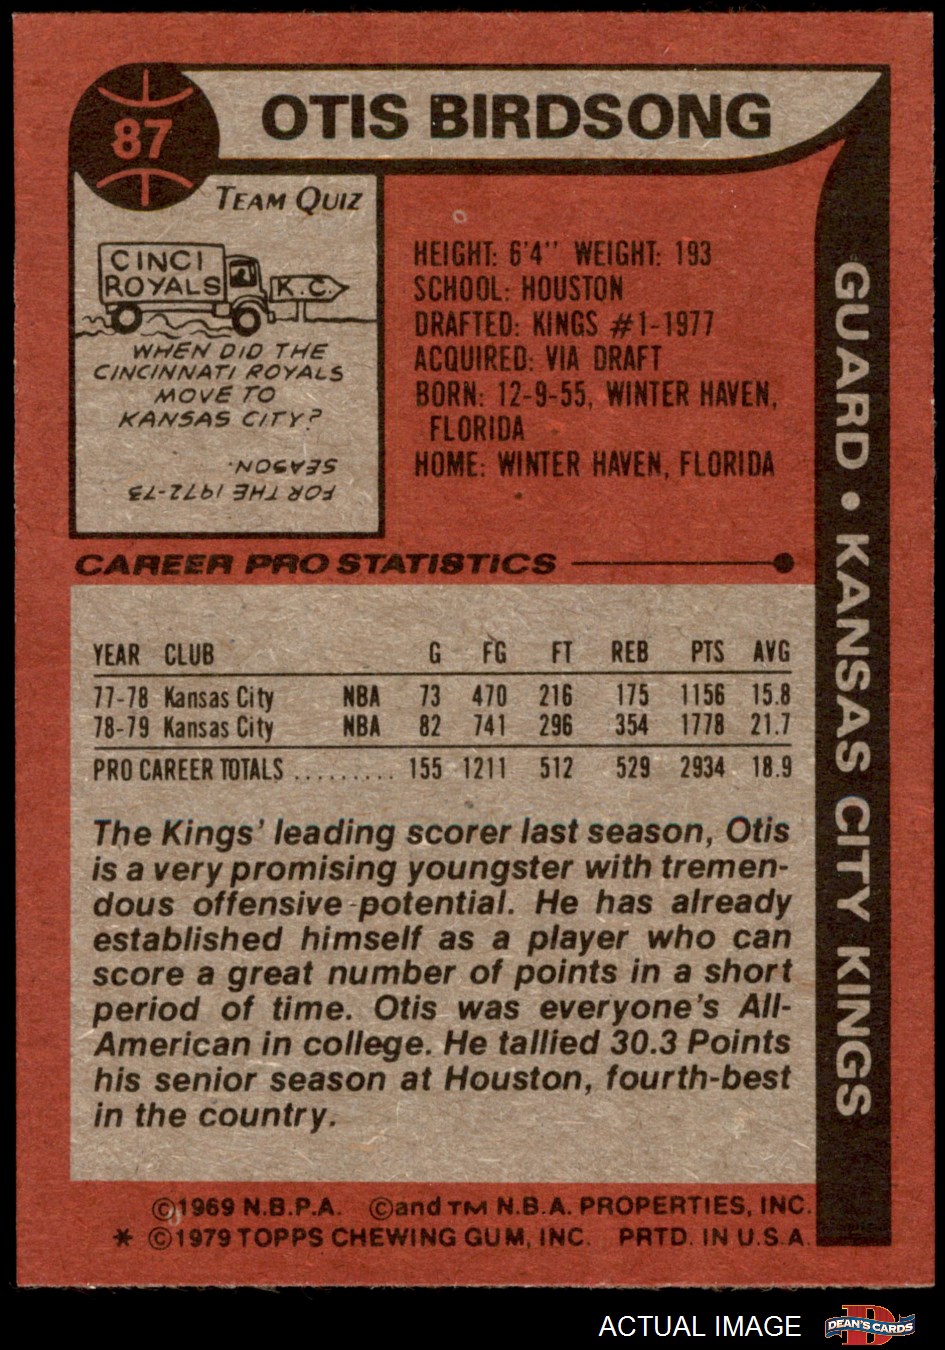 87
OTIS BIRDSONG
TEAM QUIZ
CINCI
ROYALS
K.C.
WHEN DID THE
CINCINNATI ROYALS
MOVE TO
KANSAS CITY?
FOR THE 1972-73
SEASON.
HEIGHT: 6'4" WEIGHT: 193
SCHOOL: HOUSTON
DRAFTED: KINGS #1-1977
ACQUIRED: VIA DRAFT
BORN: 12-9-55, WINTER HAVEN,
FLORIDA
HOME: WINTER HAVEN, FLORIDA
GUARD • KANSAS CITY KINGS
CAREER PRO STATISTICS
YEAR CLUB G FG FT REB PTS AVG
77-78 Kansas City NBA 73 470 216 175 1156 15.8
78-79 Kansas City NBA 82 741 296 354 1778 21.7
PRO CAREER TOTALS ......... 155 1211 512 529 2934 18.9
The Kings' leading scorer last season, Otis
is a very promising youngster with tremen-
dous offensive potential. He has already
established himself as a player who can
score a great number of points in a short
period of time. Otis was everyone's All-
American in college. He tallied 30.3 Points
his senior season at Houston, fourth-best
in the country.
©1969 N.B.P.A. ©and TM N.B.A. PROPERTIES, INC.
* ©1979 TOPPS CHEWING GUM, INC. PRTD. IN U.S.A.
ACTUAL IMAGE
D
DEAN'S CARDS